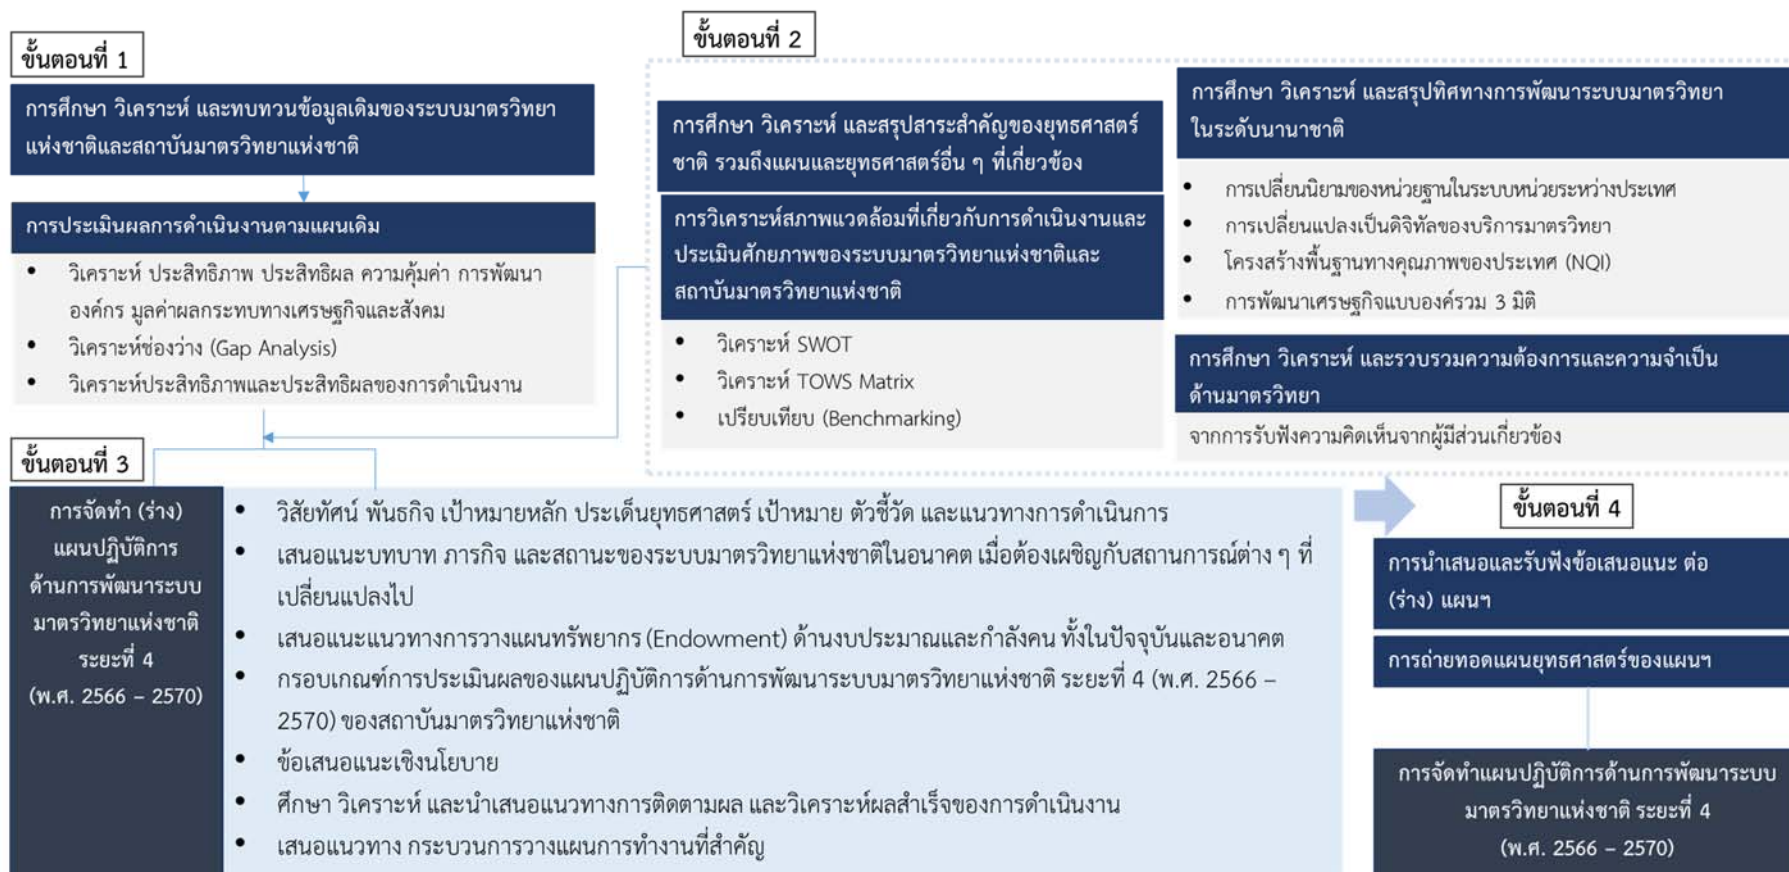 ขั้นตอนที่ 1
การศึกษา วิเคราะห์ และทบทวนข้อมูลเดิมของระบบมาตรวิทยา
แห่งชาติและสถาบันมาตรวิทยาแห่งชาติ
การประเมินผลการดำเนินงานตามแผนเดิม
• วิเคราะห์ ประสิทธิภาพ ประสิทธิผล ความคุ้มค่า การพัฒนา
องค์กร มูลค่าผลกระทบทางเศรษฐกิจและสังคม
• วิเคราะห์ช่องว่าง (Gap Analysis)
• วิเคราะห์ประสิทธิภาพและประสิทธิผลของการดำเนินงาน
ขั้นตอนที่ 2
การศึกษา วิเคราะห์ และสรุปสาระสำคัญของยุทธศาสตร์
ชาติ รวมถึงแผนและยุทธศาสตร์อื่น ๆ ที่เกี่ยวข้อง
การวิเคราะห์สภาพแวดล้อมที่เกี่ยวกับการดำเนินงานและ
ประเมินศักยภาพของระบบมาตรวิทยาแห่งชาติและ
สถาบันมาตรวิทยาแห่งชาติ
• วิเคราะห์ SWOT
• วิเคราะห์ TOWS Matrix
• เปรียบเทียบ (Benchmarking)
การศึกษา วิเคราะห์ และสรุปทิศทางการพัฒนาระบบมาตรวิทยา
ในระดับนานาชาติ
• การเปลี่ยนนิยามของหน่วยฐานในระบบหน่วยระหว่างประเทศ
• การเปลี่ยนแปลงเป็นดิจิทัลของบริการมาตรวิทยา
• โครงสร้างพื้นฐานทางคุณภาพของประเทศ (NQI)
• การพัฒนาเศรษฐกิจแบบองค์รวม 3 มิติ
การศึกษา วิเคราะห์ และรวบรวมความต้องการและความจำเป็น
ด้านมาตรวิทยา
จากการรับฟังความคิดเห็นจากผู้มีส่วนเกี่ยวข้อง
ขั้นตอนที่ 3
การจัดทำ (ร่าง)
แผนปฏิบัติการ
ด้านการพัฒนาระบบ
มาตรวิทยาแห่งชาติ
ระยะที่ 4
(พ.ศ. 2566 – 2570)
• วิสัยทัศน์ พันธกิจ เป้าหมายหลัก ประเด็นยุทธศาสตร์ เป้าหมาย ตัวชี้วัด และแนวทางการดำเนินการ
• เสนอแนะบทบาท ภารกิจ และสถานะของระบบมาตรวิทยาแห่งชาติในอนาคต เมื่อต้องเผชิญกับสถานการณ์ต่าง ๆ ที่
เปลี่ยนแปลงไป
• เสนอแนะแนวทางการวางแผนทรัพยากร (Endowment) ด้านงบประมาณและกำลังคน ทั้งในปัจจุบันและอนาคต
• กรอบเกณฑ์การประเมินผลของแผนปฏิบัติการด้านการพัฒนาระบบมาตรวิทยาแห่งชาติ ระยะที่ 4 (พ.ศ. 2566 –
2570) ของสถาบันมาตรวิทยาแห่งชาติ
• ข้อเสนอแนะเชิงนโยบาย
• ศึกษา วิเคราะห์ และนำเสนอแนวทางการติดตามผล และวิเคราะห์ผลสำเร็จของการดำเนินงาน
• เสนอแนวทาง กระบวนการวางแผนการทำงานที่สำคัญ
ขั้นตอนที่ 4
การนำเสนอและรับฟังข้อเสนอแนะ ต่อ
(ร่าง) แผนฯ
การถ่ายทอดแผนยุทธศาสตร์ของแผนฯ
การจัดทำแผนปฏิบัติการด้านการพัฒนาระบบ
มาตรวิทยาแห่งชาติ ระยะที่ 4
(พ.ศ. 2566 – 2570)